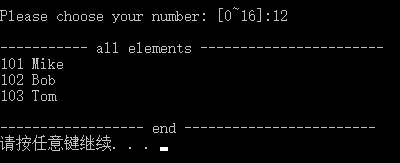 Please choose your number: [0~16]:12
----------- all elements -----------------------
101 Mike
102 Bob
103 Tom
------------------ end ------------------------
请按任意键继续. . .